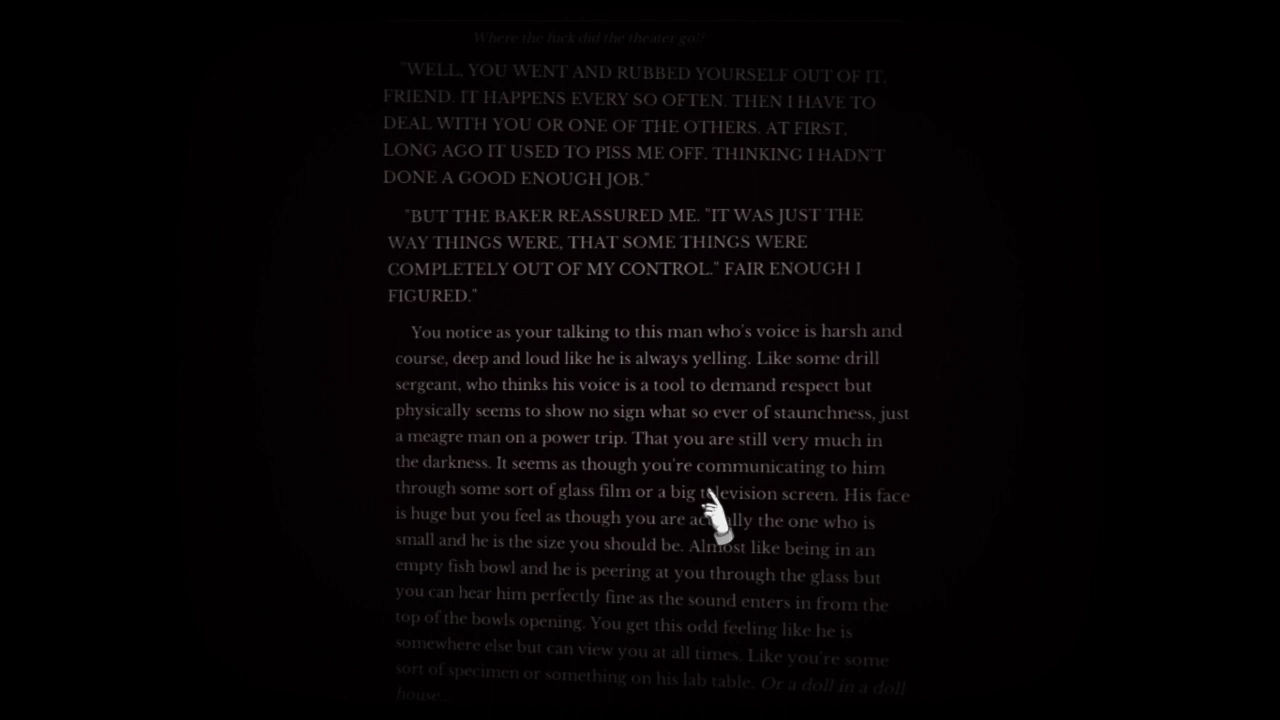 Where the fuck did the theater go!?
"WELL, YOU WENT AND RUBBED YOURSELF OUT OF IT,
FRIEND. IT HAPPENS EVERY SO OFTEN. THEN I HAVE TO
DEAL WITH YOU OR ONE OF THE OTHERS. AT FIRST,
LONG AGO IT USED TO PISS ME OFF. THINKING I HADN'T
DONE A GOOD ENOUGH JOB."
"BUT THE BAKER REASSURED ME. "IT WAS JUST THE
WAY THINGS WERE, THAT SOME THINGS WERE
COMPLETELY OUT OF MY CONTROL." FAIR ENOUGH I
FIGURED."
You notice as your talking to this man who's voice is harsh and
course, deep and loud like he is always yelling. Like some drill
sergeant, who thinks his voice is a tool to demand respect but
physically seems to show no sign what so ever of staunchness, just
a meagre man on a power trip. That you are still very much in
the darkness. It seems as though you're communicating to him
through some sort of glass film or a big television screen. His face
is huge but you feel as though you are actually the one who is
small and he is the size you should be. Almost like being in an
empty fish bowl and he is peering at you through the glass but
you can hear him perfectly fine as the sound enters in from the
top of the bowls opening. You get this odd feeling like he is
somewhere else but can view you at all times. Like you're some
sort of specimen or something on his lab table. Or a doll in a doll
house...